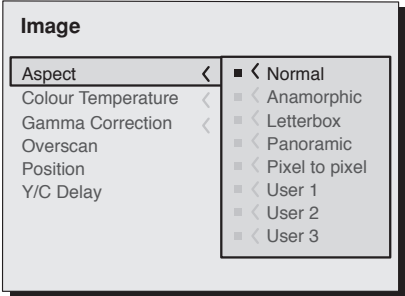 Image
Aspect
Colour Temperature
Gamma Correction
Overscan
Position
Y/C Delay
Normal
Anamorphic
Letterbox
Panoramic
Pixel to pixel
User 1
User 2
User 3